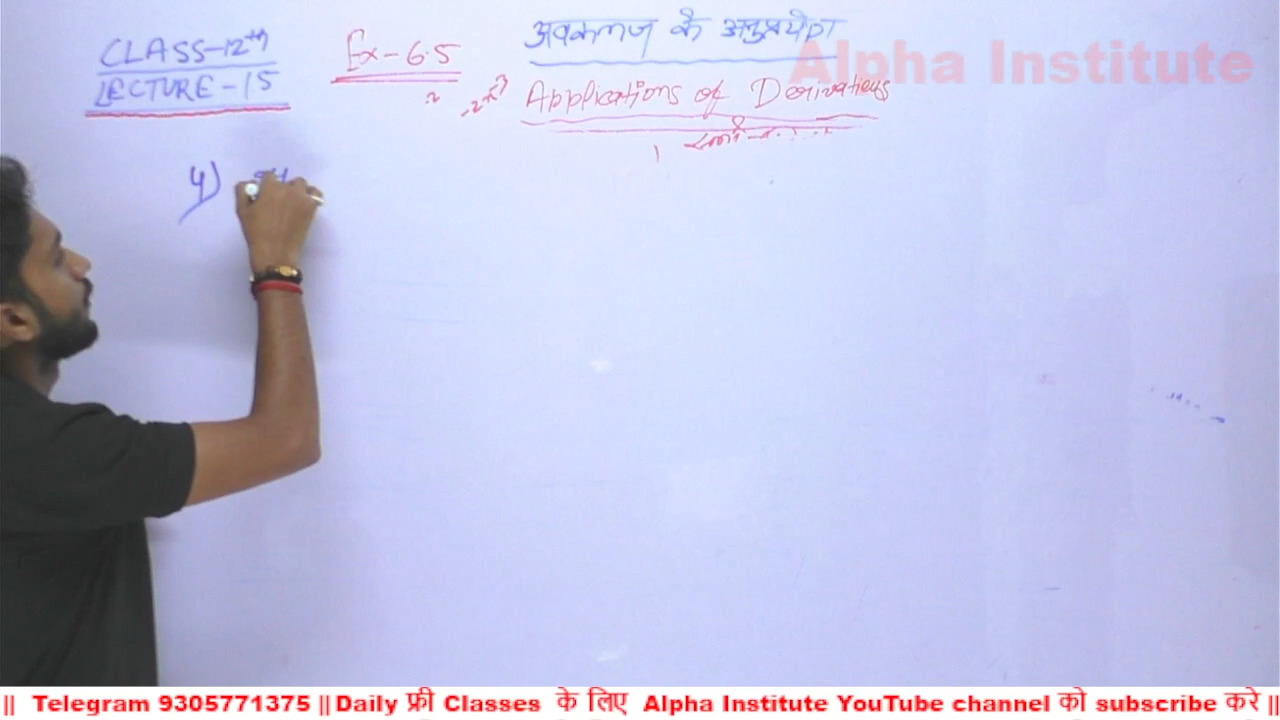 CLASS-12th
LECTURE-15
Ex-6.5
अवकलज के अनुप्रयोग
Alpha Institute
Applications of Derivatievs
4)
|| Telegram 9305771375 || Daily फ्री Classes के लिए Alpha Institute YouTube channel को subscribe करे ||